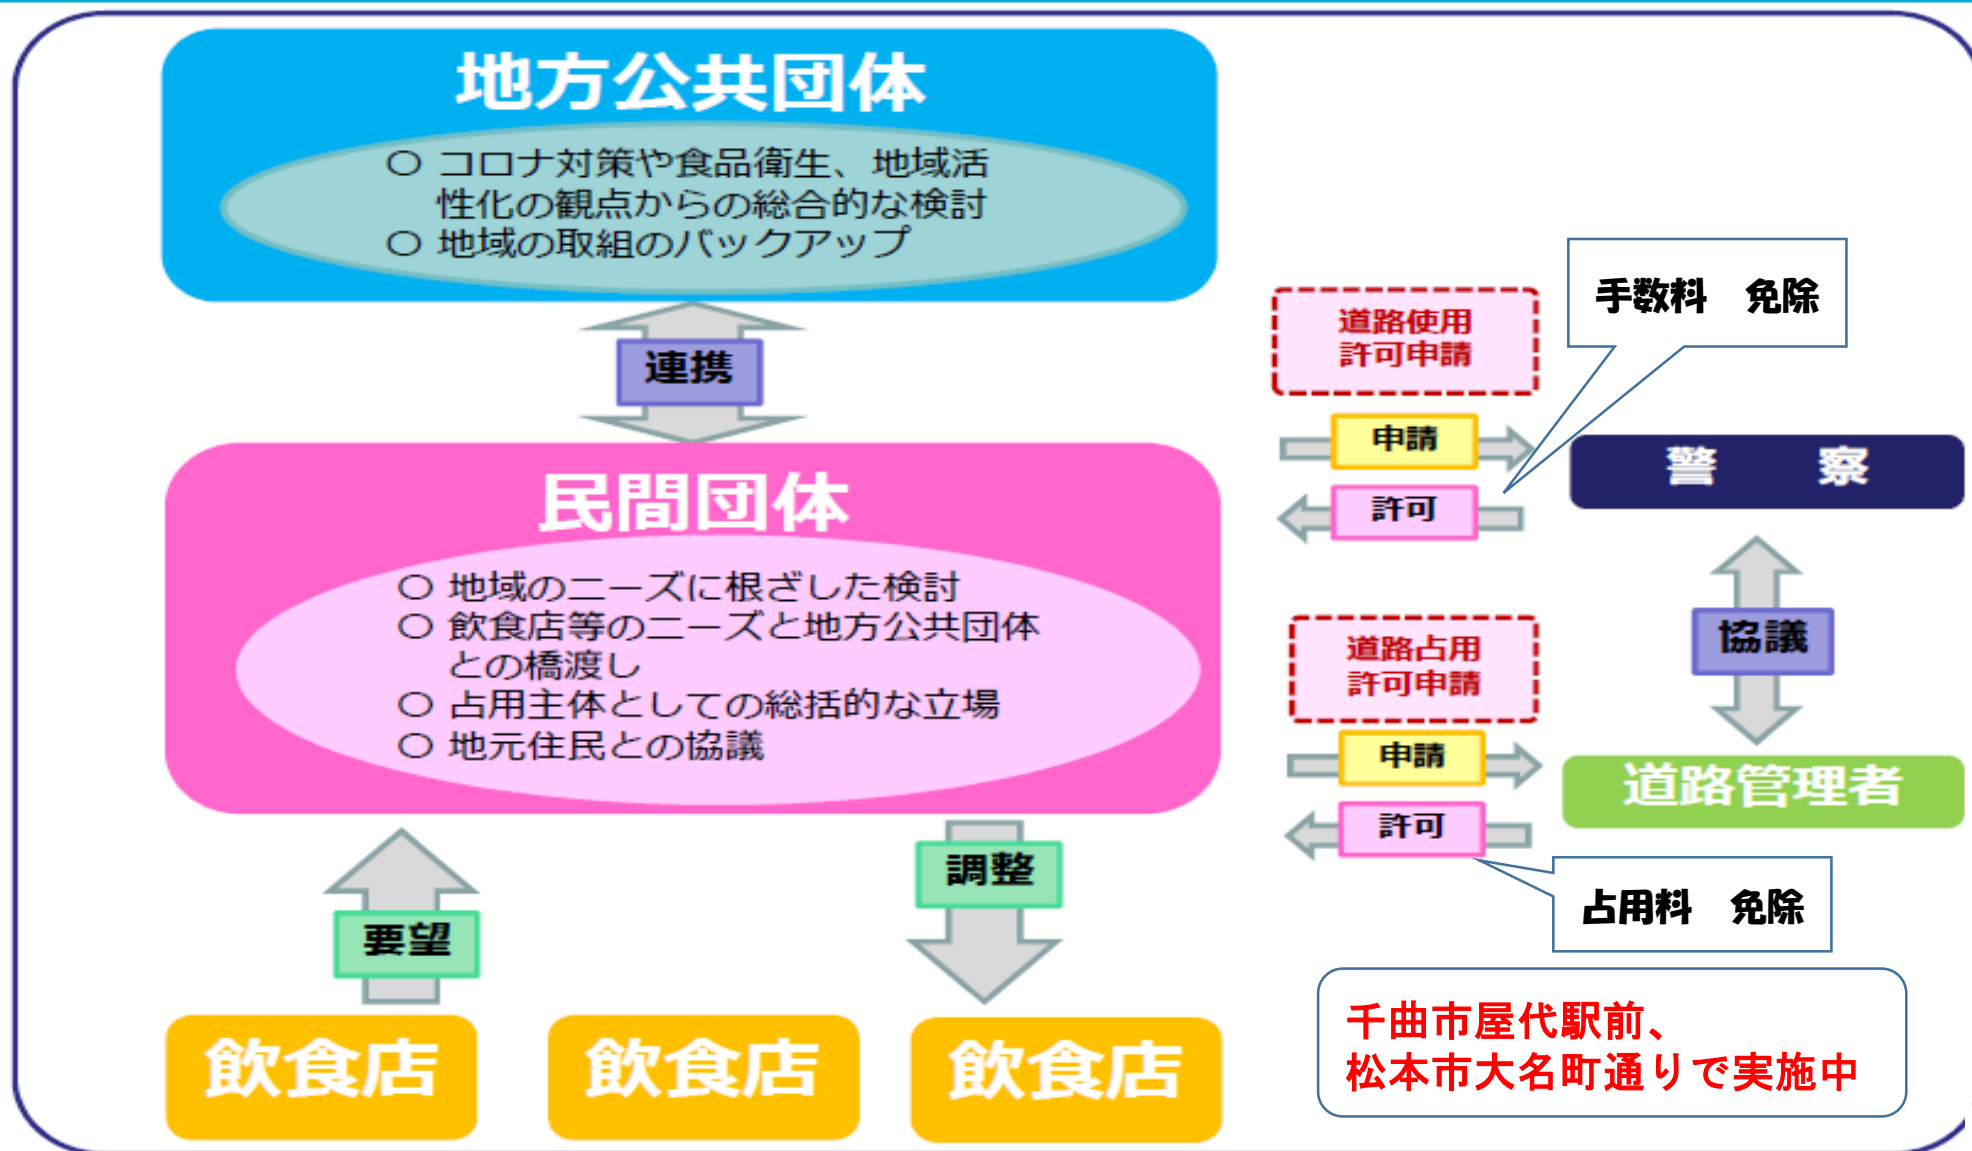 地方公共団体
○ コロナ対策や食品衛生、地域活
性化の観点からの総合的な検討
○ 地域の取組のバックアップ
連携
民間団体
○ 地域のニーズに根ざした検討
○ 飲食店等のニーズと地方公共団体
との橋渡し
○ 占用主体としての総括的な立場
○ 地元住民との協議
要望
調整
飲食店
飲食店
飲食店
手数料　免除
道路使用
許可申請
申請
許可
警　察
協議
道路占用
許可申請
申請
許可
道路管理者
占用料　免除
千曲市屋代駅前、
松本市大名町通りで実施中